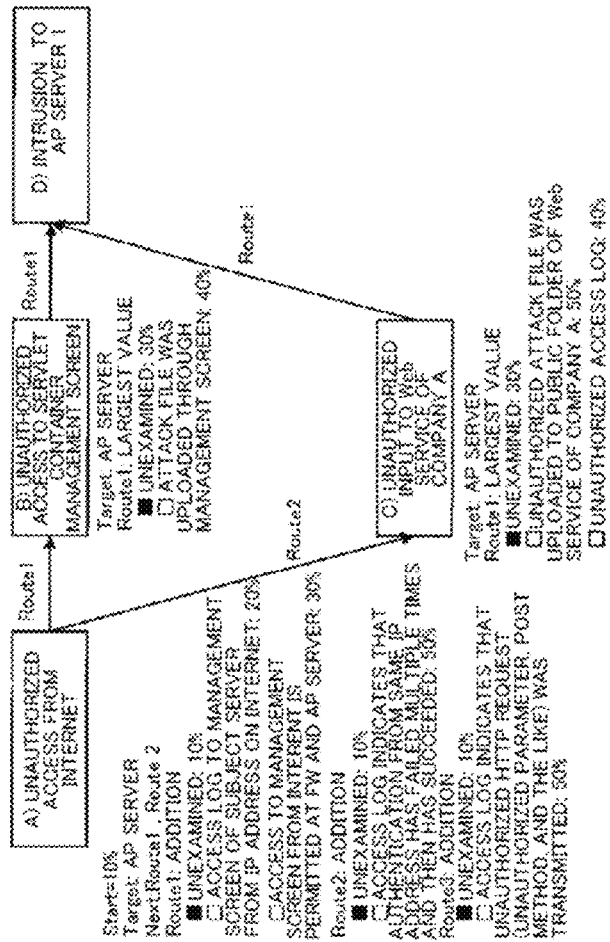 A) UNAUTHORIZED
ACCESS FROM
INTERNET
Start=10%
Target: AP SERVER
Next:Route1, Route 2
Route1: ADDITION
■ UNEXAMINED: 10%
□ ACCESS LOG TO MANAGEMENT
SCREEN OF SUBJECT SERVER
FROM IP ADDRESS ON INTERNET: 20%
□ACCESS TO MANAGEMENT
SCREEN FROM INTERENT IS
PERMITTED AT FW AND AP SERVER: 30%
Route2: ADDITION
■ UNEXAMINED: 10%
□ ACCESS LOG INDICATES THAT
AUTHENTICATION FROM SAME IP
ADDRESS HAS FAILED MULTIPLE TIMES
AND THEN HAS SUCCEEDED: 50%
Route3: ADDITION
■ UNEXAMINED: 10%
□ ACCESS LOG INDICATES THAT
UNAUTHORIZED HTTP REQUEST
(UNAUTHORIZED PARAMETER, POST
METHOD, AND THE LIKE) WAS
TRANSMITTED: 50%
Route1
Route2
B) UNAUTHORIZED
ACCESS TO SERVLET
CONTAINER
MANAGEMENT SCREEN
Target: AP SERVER
Route1: LARGEST VALUE
■ UNEXAMINED: 30%
□ ATTACK FILE WAS
UPLOADED THROUGH
MANAGEMENT SCREEN: 40%
C) UNAUTHORIZED
INPUT TO Web
SERVICE OF
COMPANY A
Target: AP SERVER
Route1: LARGEST VALUE
■UNEXAMINED: 30%
□UNAUTHORIZED ATTACK FILE WAS
UPLOADED TO PUBLIC FOLDER OF Web
SERVICE OF COMPANY A: 50%
□ UNAUTHORIZED ACCESS LOG: 40%
Route1
Route1
D) INTRUSION TO
AP SERVER 1